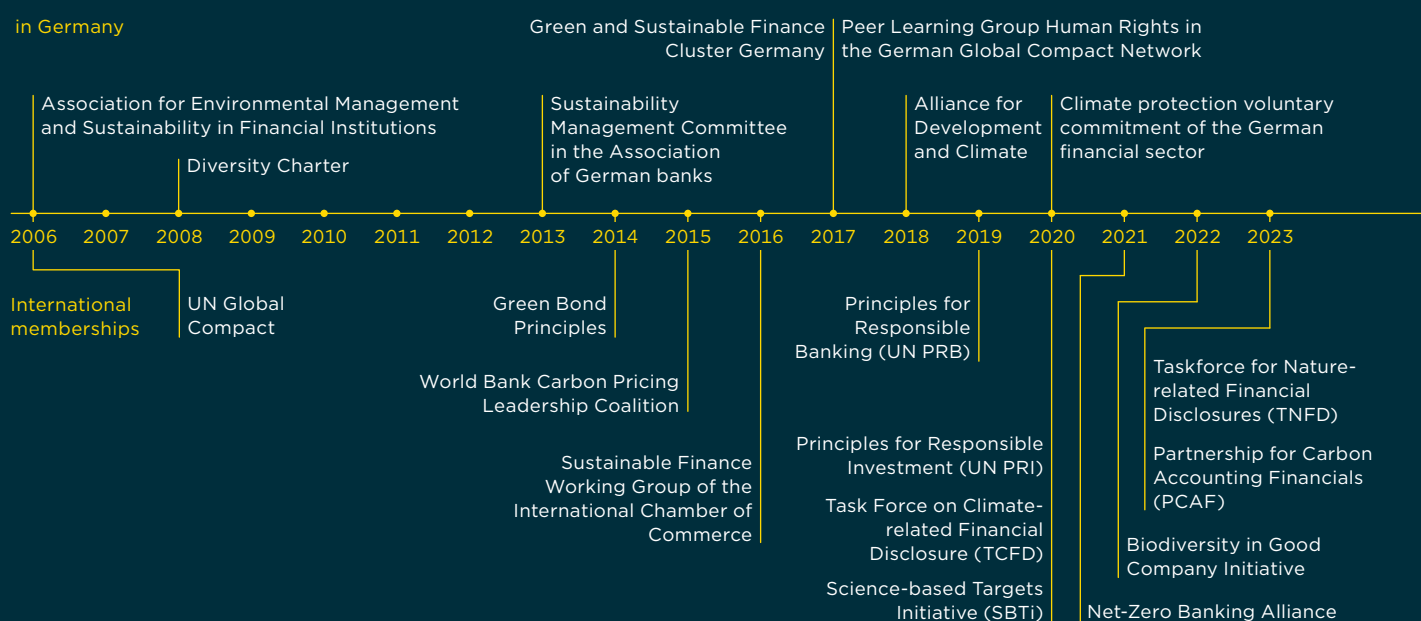 in Germany
Green and Sustainable Finance
Cluster Germany
Peer Learning Group Human Rights in
the German Global Compact Network
Association for Environmental Management
and Sustainability in Financial Institutions
Diversity Charter
Sustainability
Management Committee
in the Association
of German banks
Alliance for
Development
and Climate
Climate protection voluntary
commitment of the German
financial sector
2006 2007 2008 2009 2010 2011 2012 2013 2014 2015 2016 2017 2018 2019 2020 2021 2022 2023
International
memberships
UN Global
Compact
Green Bond
Principles
World Bank Carbon Pricing
Leadership Coalition
Sustainable Finance
Working Group of the
International Chamber of
Commerce
Principles for
Responsible
Banking (UN PRB)
Principles for Responsible
Investment (UN PRI)
Task Force on Climate-
related Financial
Disclosure (TCFD)
Science-based Targets
Initiative (SBTi)
Taskforce for Nature-
related Financial
Disclosures (TNFD)
Partnership for Carbon
Accounting Financials
(PCAF)
Biodiversity in Good
Company Initiative
Net-Zero Banking Alliance